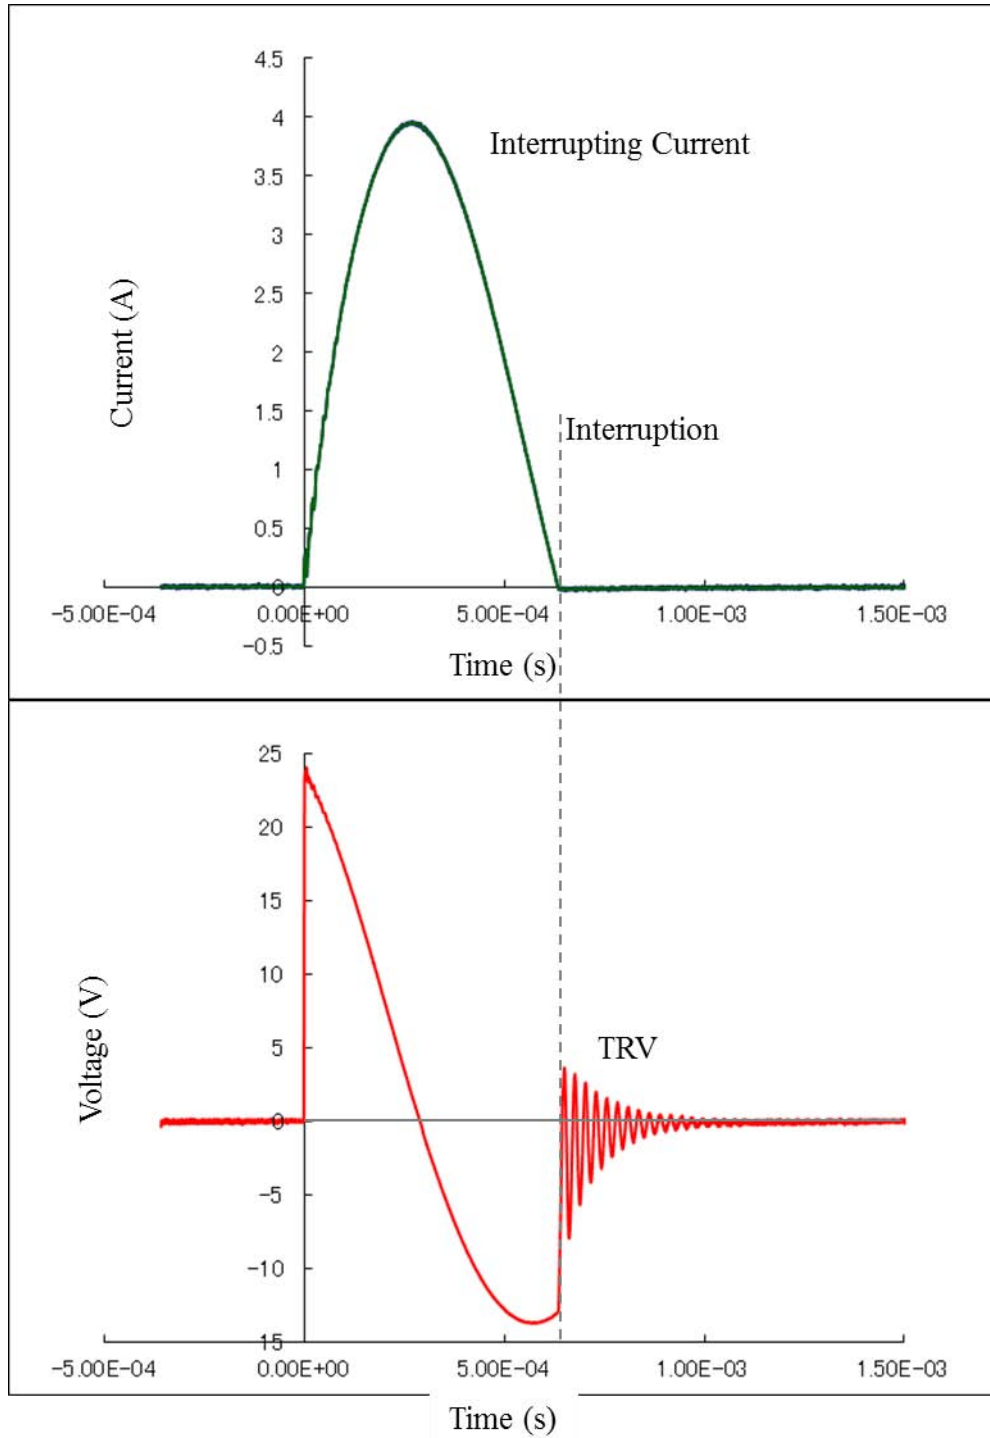 4.5
4
Interrupting Current
3.5
3
2.5
Current (A)
2
1.5
Interruption
1
0.5
0
-5.00E-04 0.00E+00 5.00E-04 1.00E-03 1.50E-03
-0.5
Time (s)
25
20
15
10
Voltage (V)
5
TRV
0
-5
-10
-15
-5.00E-04 0.00E+00 5.00E-04 1.00E-03 1.50E-03
Time (s)